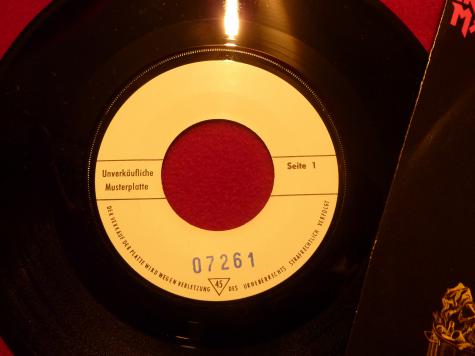 Unverkäufliche
Musterplatte
Seite 1
07261
DER VERKAUF DER PLATTE WIRD WEGEN VERLETZUNG DES URHEBERRECHTS STRAFRECHTLICH VERFOLGT
45